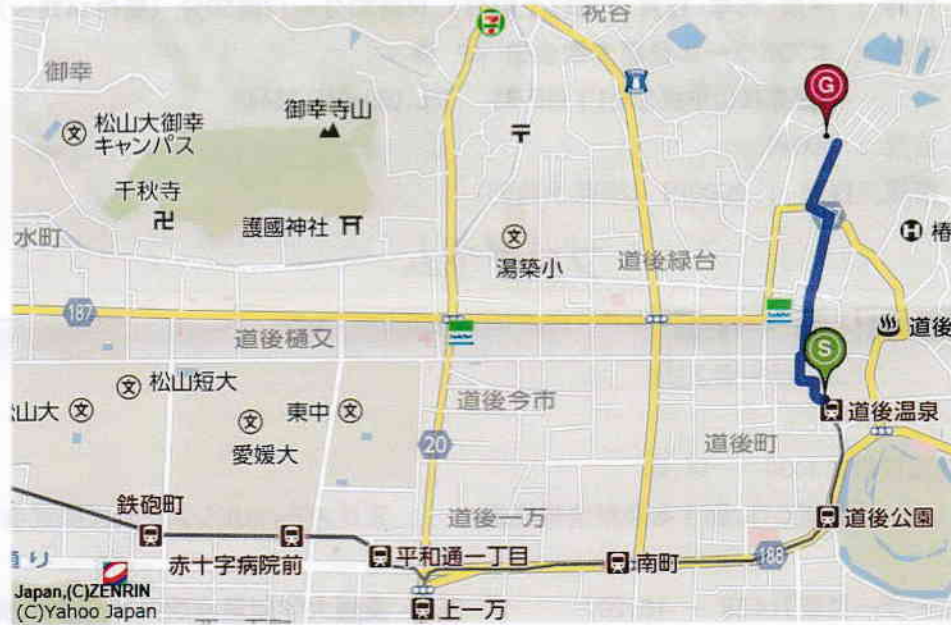 祝谷
御幸
G
松山大御幸
キャンパス
御幸寺山
千秋寺
護國神社
水町
湯築小
道後緑台
椿
187
道後樋又
道後
S
松山短大
山大
東中
愛媛大
道後今市
20
道後町
道後温泉
鉄砲町
道後一万
道後公園
赤十字病院前
平和通一丁目
南町
188
通り
上一万
Japan,(C)ZENRIN
(C)Yahoo Japan